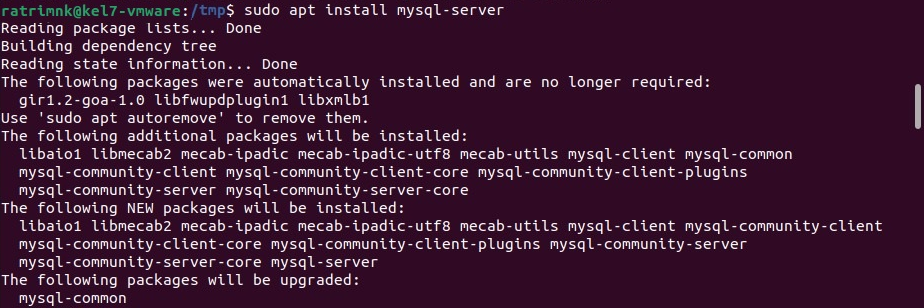 ratrimnk@kel7-vmware:/tmp$ sudo apt install mysql-server
Reading package lists... Done
Building dependency tree
Reading state information... Done
The following packages were automatically installed and are no longer required:
  gir1.2-goa-1.0 libfwupdplugin1 libxmlb1
Use 'sudo apt autoremove' to remove them.
The following additional packages will be installed:
  libaio1 libmecab2 mecab-ipadic mecab-ipadic-utf8 mecab-utils mysql-client mysql-common
  mysql-community-client mysql-community-client-core mysql-community-client-plugins
  mysql-community-server mysql-community-server-core
The following NEW packages will be installed:
  libaio1 libmecab2 mecab-ipadic mecab-ipadic-utf8 mecab-utils mysql-client mysql-community-client
  mysql-community-client-core mysql-community-client-plugins mysql-community-server
  mysql-community-server-core mysql-server
The following packages will be upgraded:
  mysql-common